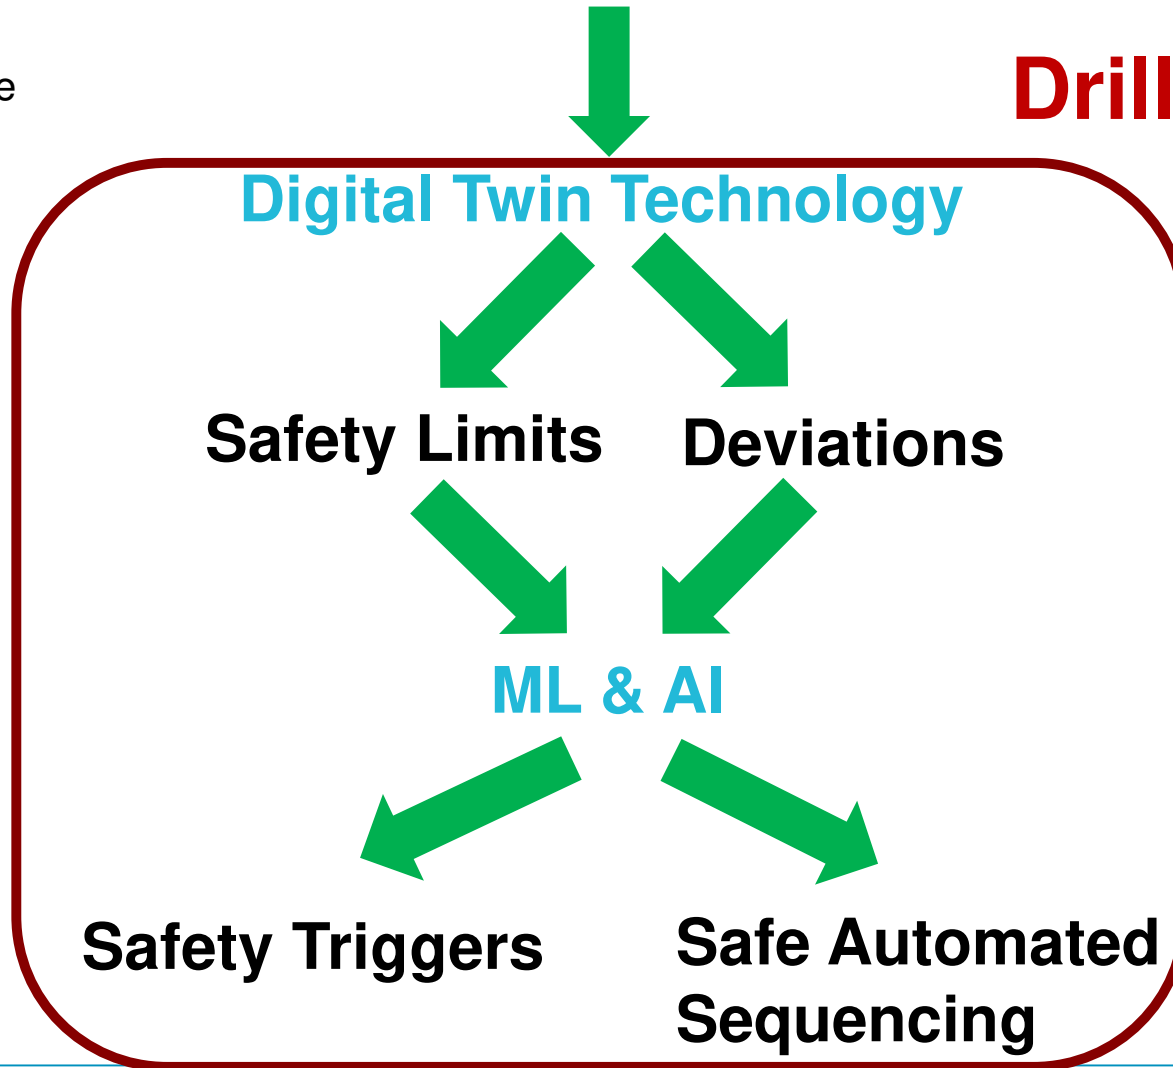 e
Drill
Digital Twin Technology
Safety Limits
Deviations
ML & AI
Safety Triggers
Safe Automated
Sequencing